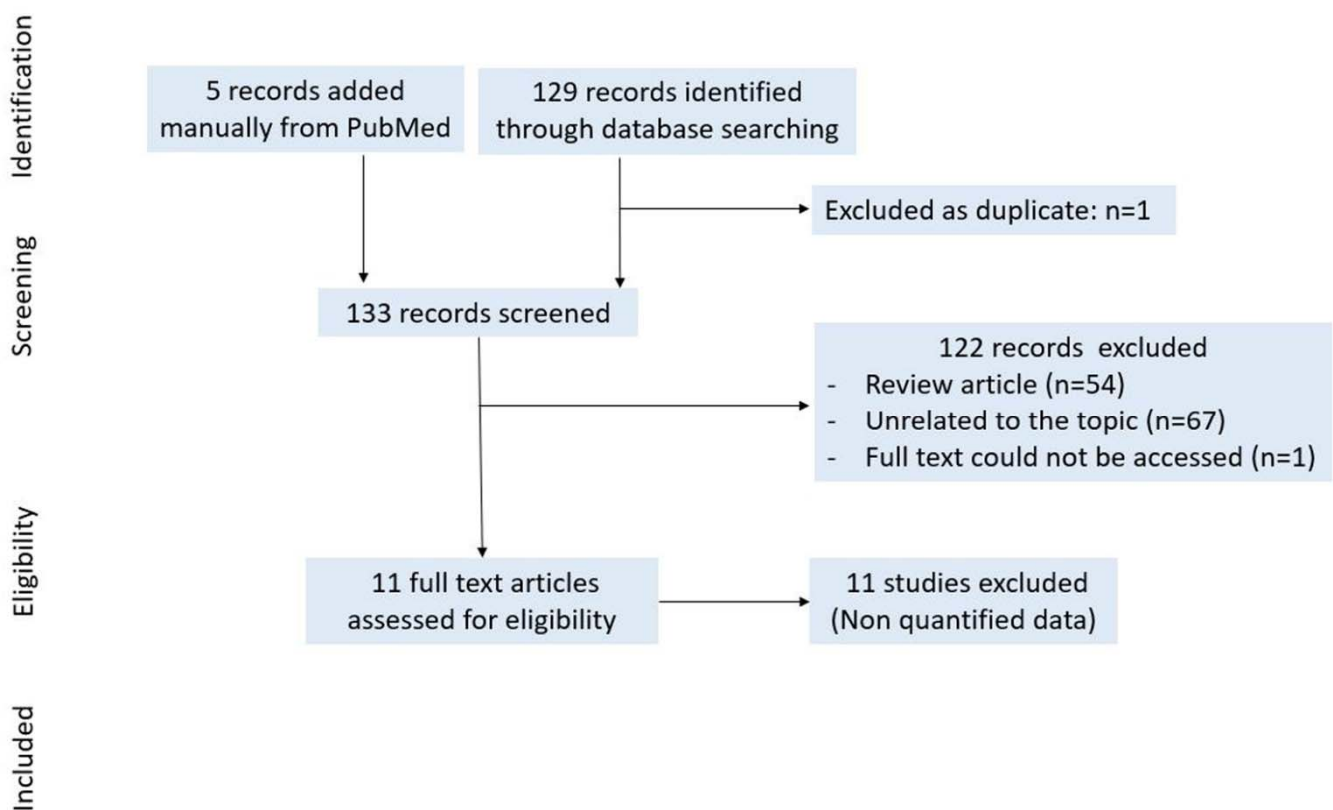 Identification
5 records added
manually from PubMed
129 records identified
through database searching
Excluded as duplicate: n=1
Screening
133 records screened
122 records excluded
- Review article (n=54)
- Unrelated to the topic (n=67)
- Full text could not be accessed (n=1)
Eligibility
11 full text articles
assessed for eligibility
11 studies excluded
(Non quantified data)
Included